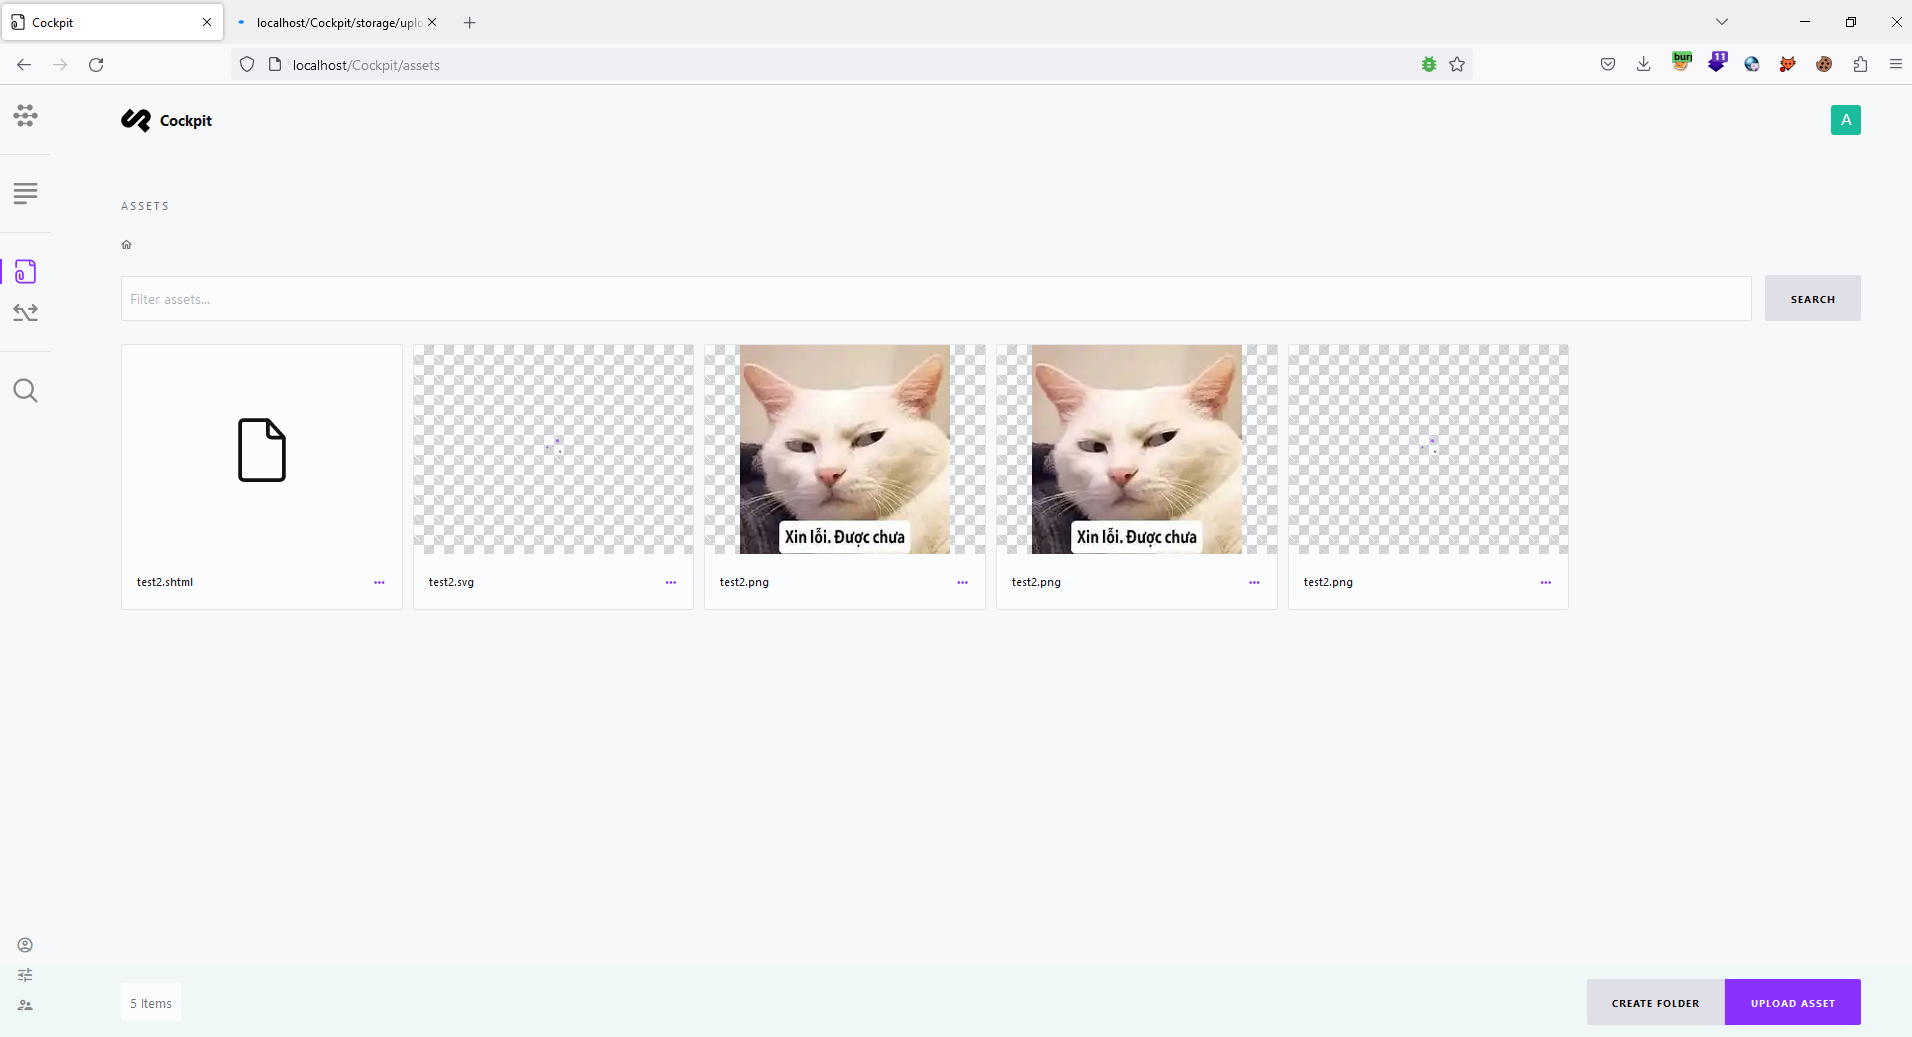 Cockpit
localhost/Cockpit/storage/uplo
localhost/Cockpit/assets
burp
11
Cockpit
A
ASSETS
Filter assets...
SEARCH
Xin lỗi. Được chưa
Xin lỗi. Được chưa
test2.shtml
test2.svg
test2.png
test2.png
test2.png
5 Items
CREATE FOLDER
UPLOAD ASSET